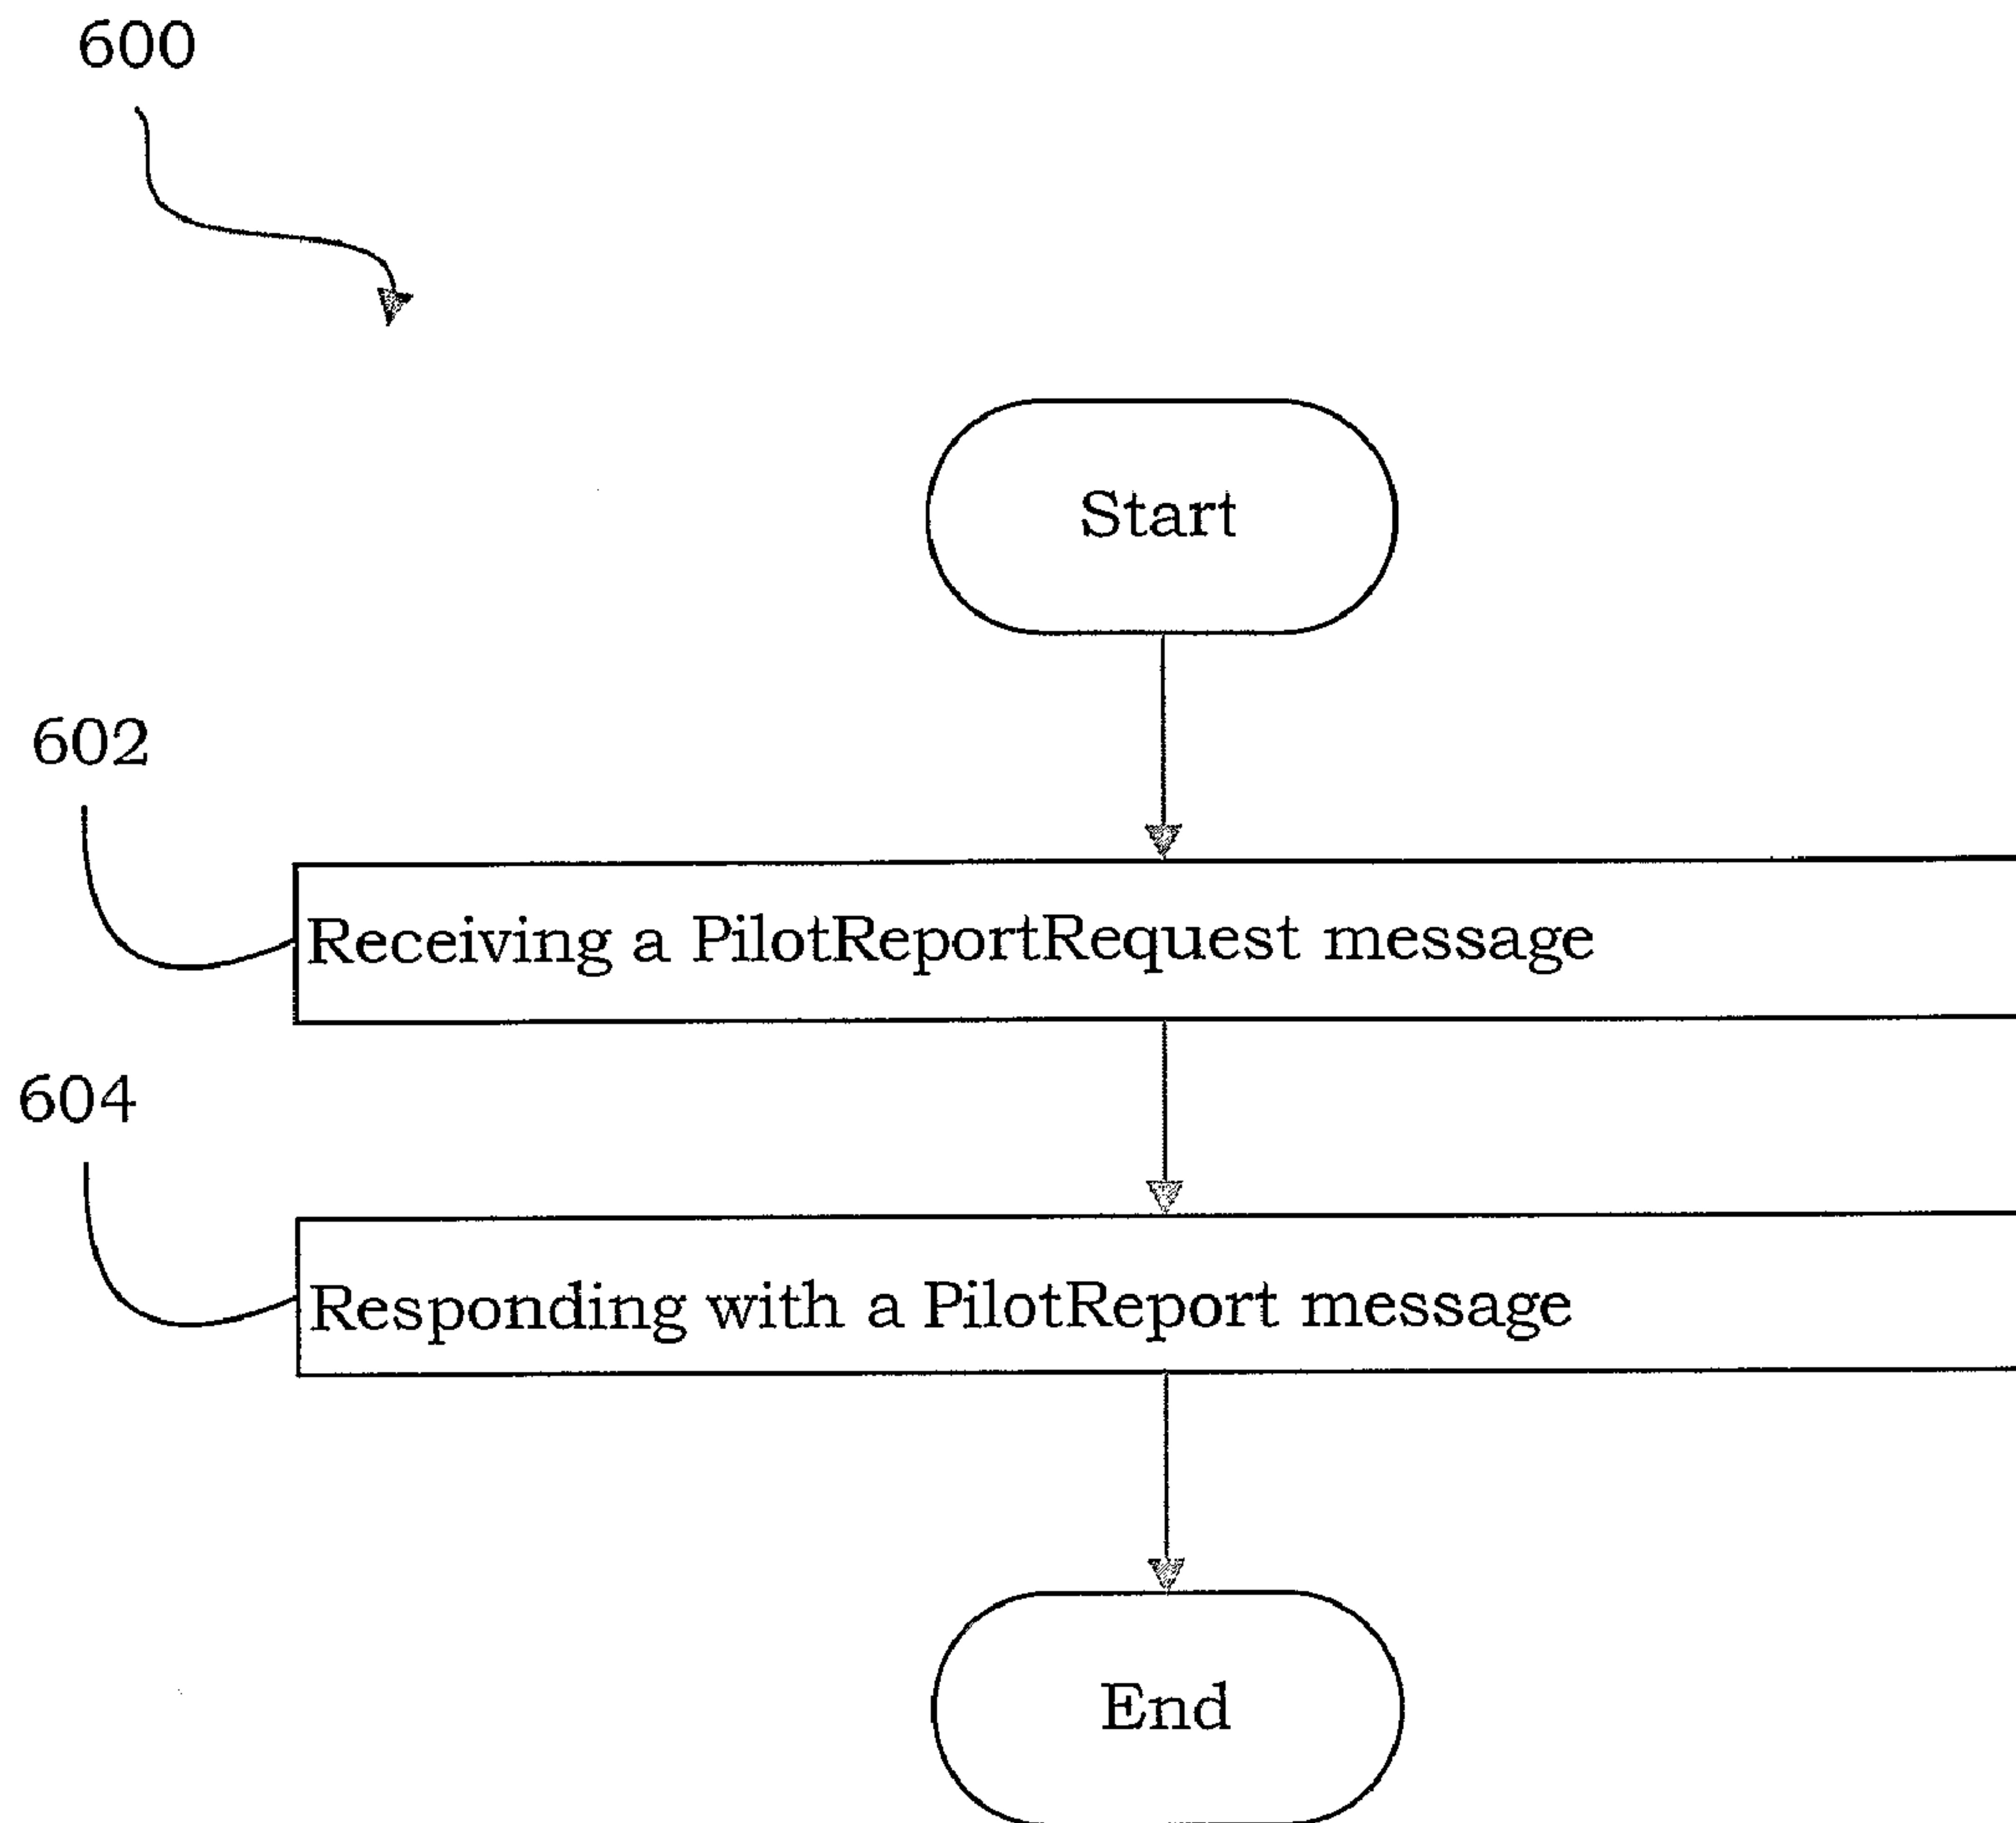 600
Start
602
Receiving a PilotReportRequest message
604
Responding with a PilotReport message
End